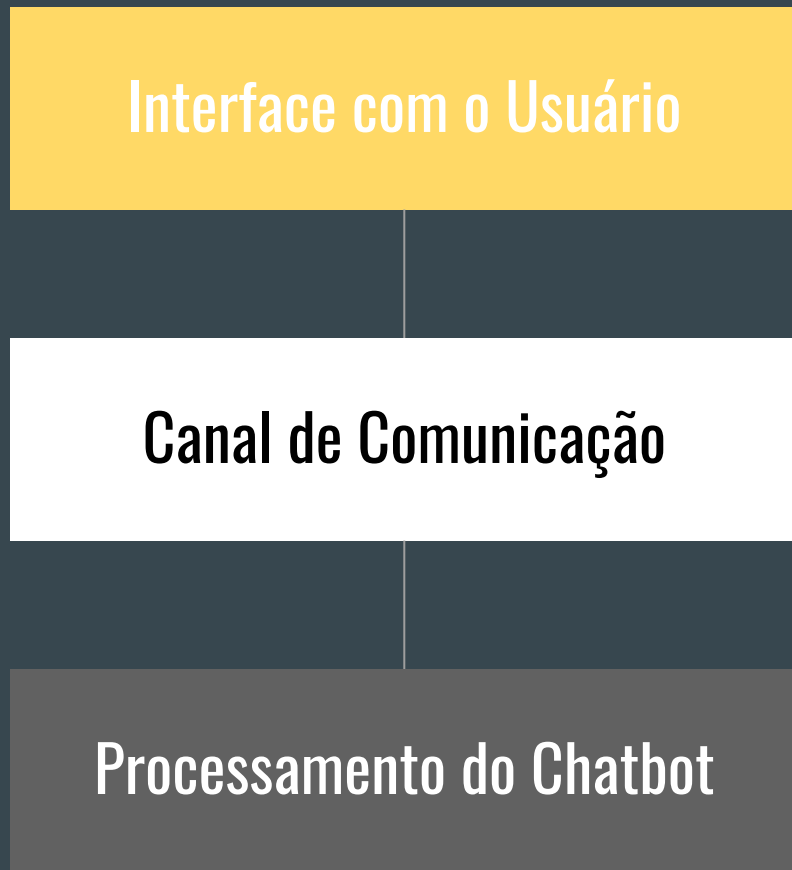 Interface com o Usuário
Canal de Comunicação
Processamento do Chatbot